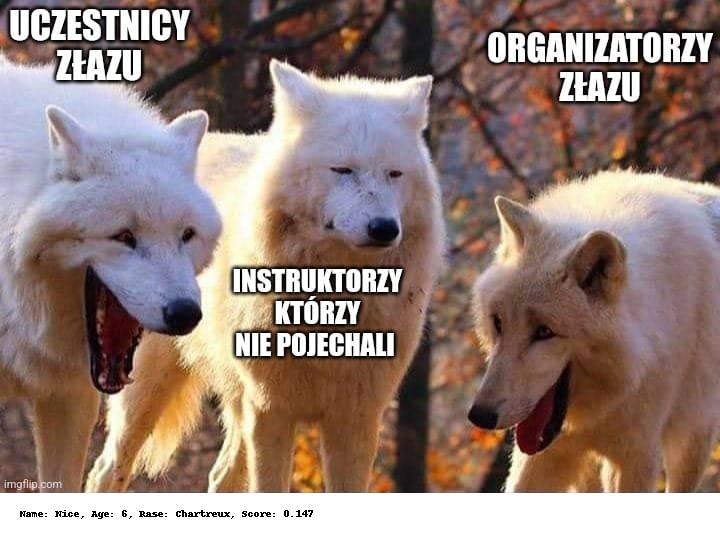 UCZESTNICY
ZŁAZU
ORGANIZATORZY
ZŁAZU
INSTRUKTORZY
KTÓRZY
NIE POJECHALI
imgflip.com
Name: Nice, Age: 6, Rase: Chartreux, Score: 0.147